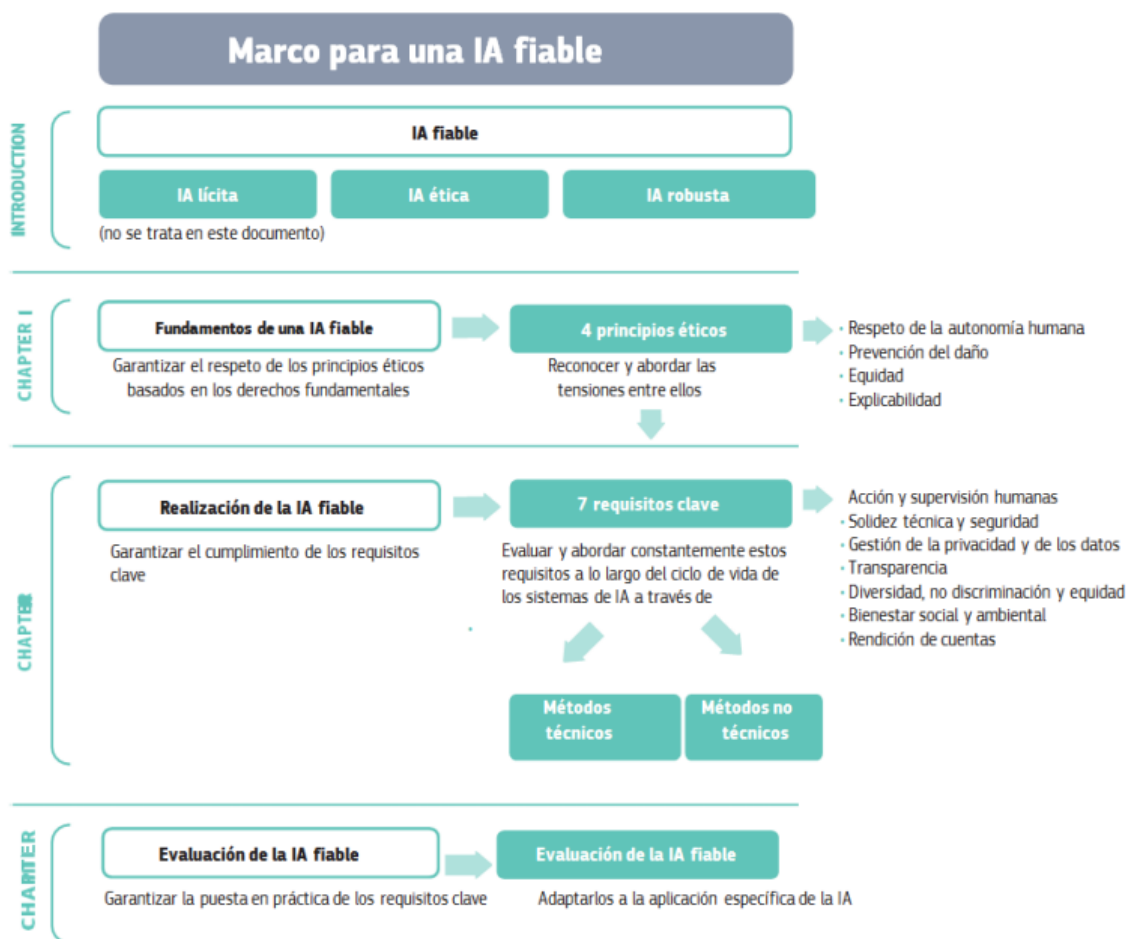 Marco para una IA fiable
INTRODUCTION
IA fiable
IA lícita
IA ética
IA robusta
(no se trata en este documento)
CHAPTER I
Fundamentos de una IA fiable
Garantizar el respeto de los principios éticos
basados en los derechos fundamentales
4 principios éticos
Reconocer y abordar las
tensiones entre ellos
· Respeto de la autonomía humana
· Prevención del daño
· Equidad
· Explicabilidad
CHAPTER
Realización de la IA fiable
Garantizar el cumplimiento de los requisitos
clave
7 requisitos clave
Evaluar y abordar constantemente estos
requisitos a lo largo del ciclo de vida de
los sistemas de IA a través de
Métodos
técnicos
Métodos no
técnicos
Acción y supervisión humanas
· Solidez técnica y seguridad
· Gestión de la privacidad y de los datos
· Transparencia
· Diversidad, no discriminación y equidad
· Bienestar social y ambiental
· Rendición de cuentas
Evaluación de la IA fiable
Garantizar la puesta en práctica de los requisitos clave
Evaluación de la IA fiable
Adaptarlos a la aplicación específica de la IA